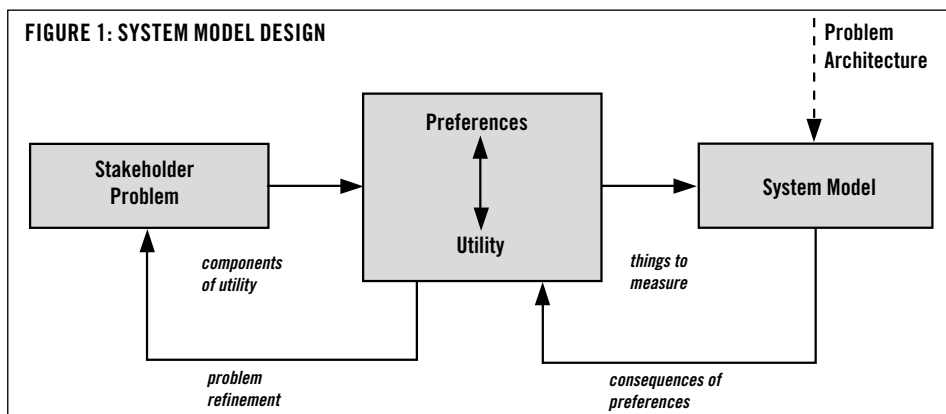 FIGURE 1: SYSTEM MODEL DESIGN
Problem
Architecture
Stakeholder
Problem
Preferences
Utility
System Model
components
of utility
things to
measure
problem
refinement
consequences of
preferences